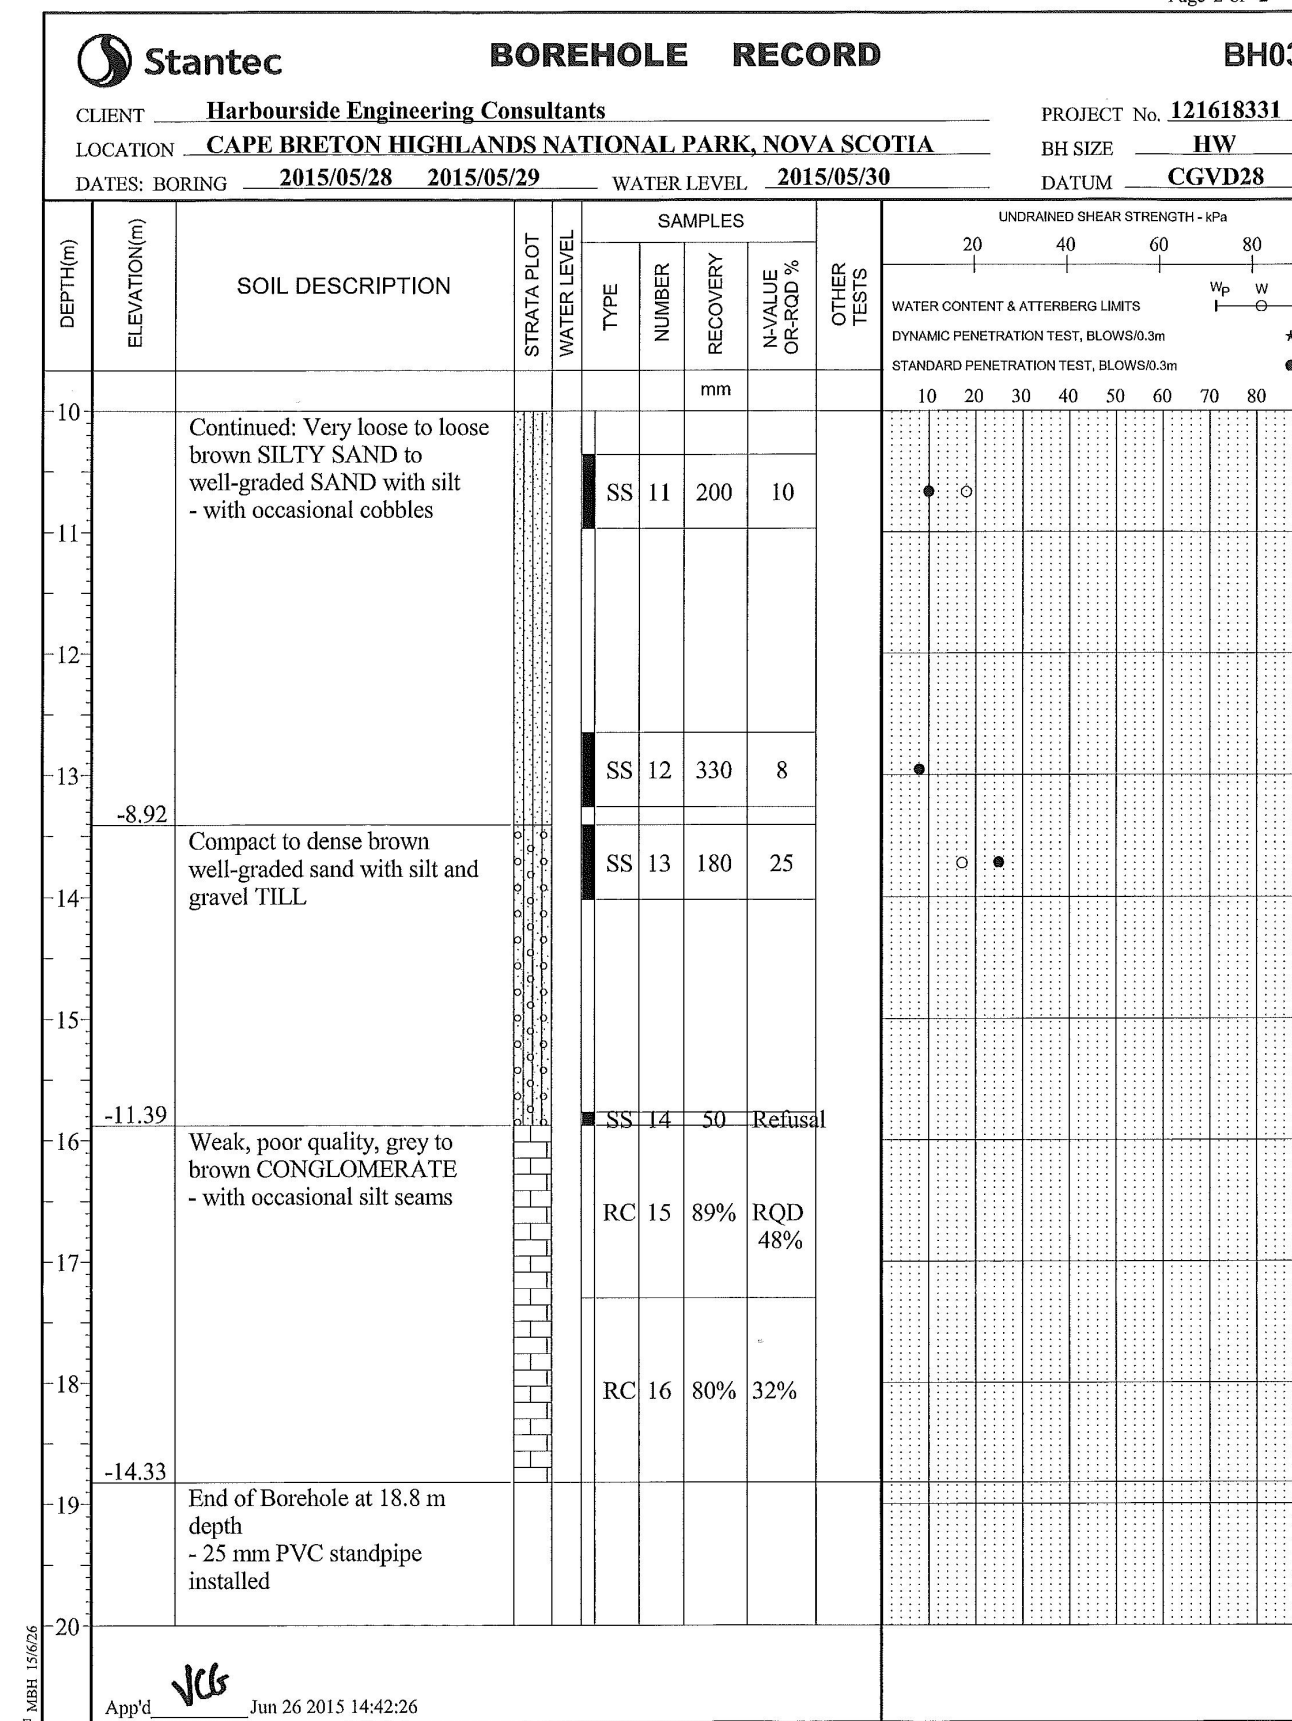 Page 2 of 2
Stantec
BOREHOLE RECORD
BH03
CLIENT Harbourside Engineering Consultants
PROJECT No. 121618331
LOCATION CAPE BRETON HIGHLANDS NATIONAL PARK, NOVA SCOTIA
BH SIZE HW
DATES: BORING 2015/05/28 2015/05/29 WATER LEVEL 2015/05/30
DATUM CGVD28
DEPTH(m)
ELEVATION(m)
SOIL DESCRIPTION
STRATA PLOT
WATER LEVEL
SAMPLES
TYPE
NUMBER
RECOVERY
N-VALUE
OR-RQD %
OTHER
TESTS
mm
UNDRAINED SHEAR STRENGTH - kPa
20 40 60 80
WP W
WATER CONTENT & ATTERBERG LIMITS
DYNAMIC PENETRATION TEST, BLOWS/0.3m
STANDARD PENETRATION TEST, BLOWS/0.3m
10 20 30 40 50 60 70 80
10
Continued: Very loose to loose
brown SILTY SAND to
well-graded SAND with silt
- with occasional cobbles
SS 11 200 10
11
12
13
SS 12 330 8
-8.92
Compact to dense brown
well-graded sand with silt and
gravel TILL
SS 13 180 25
14
15
-11.39
SS 14 50 Refusal
16
Weak, poor quality, grey to
brown CONGLOMERATE
- with occasional silt seams
RC 15 89% RQD
48%
17
18
RC 16 80% 32%
-14.33
End of Borehole at 18.8 m
depth
- 25 mm PVC standpipe
installed
19
20
MBH 15/6/26
App'd VCG Jun 26 2015 14:42:26